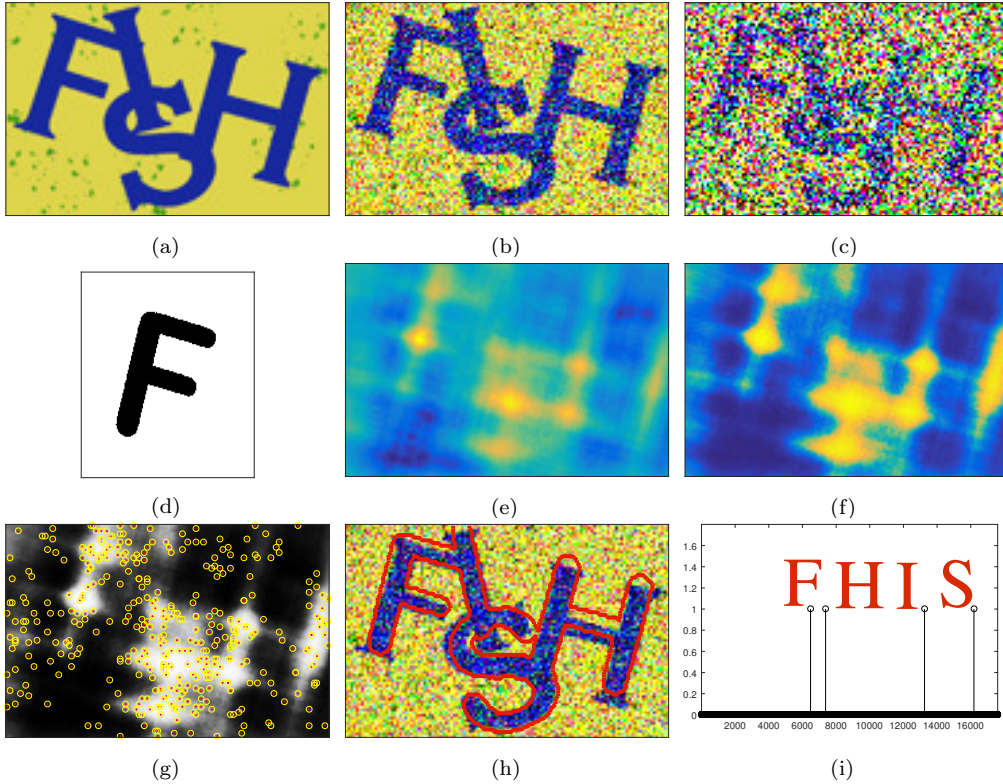 F I S H
F I S H
(a)
(b)
(c)
F
(d)
(e)
(f)
F I S H
1.6
1.4
1.2
1
0.8
0.6
0.4
0.2
0
F H I S
2000 4000 6000 8000 10000 12000 14000 16000
(g)
(h)
(i)